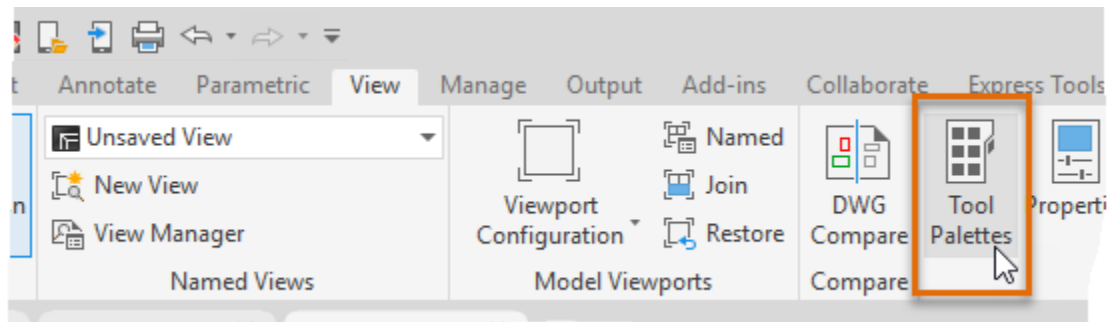 t Annotate Parametric View Manage Output Add-ins Collaborate Express Tools
Unsaved View
New View
View Manager
Named Views
Viewport
Configuration
Named
Join
Restore
Model Viewports
DWG
Compare
Compare
Tool
Palettes
Properti
n